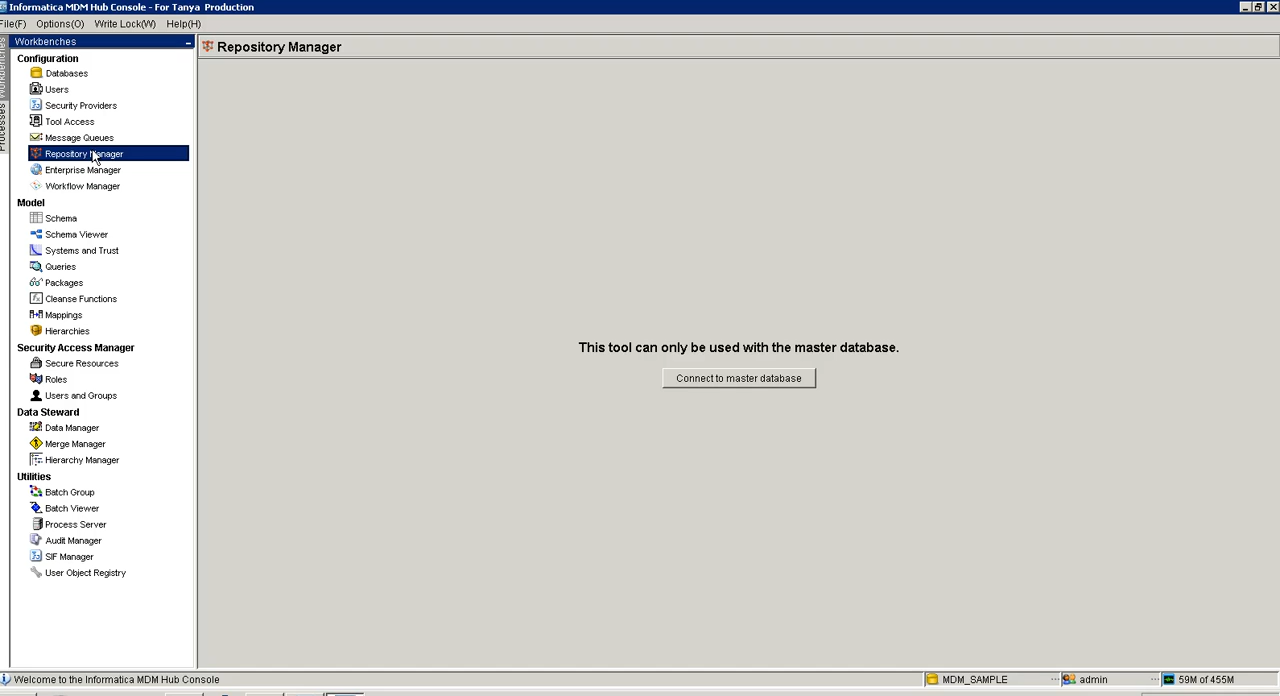 Informatica MDM Hub Console - For Tanya Production
File(F) Options(O) Write Lock(W) Help(H)
Workbenches
Processes
Workbenches
Configuration
Databases
Users
Security Providers
Tool Access
Message Queues
Repository Manager
Enterprise Manager
Workflow Manager
Model
Schema
Schema Viewer
Systems and Trust
Queries
Packages
Cleanse Functions
Mappings
Hierarchies
Security Access Manager
Secure Resources
Roles
Users and Groups
Data Steward
Data Manager
Merge Manager
Hierarchy Manager
Utilities
Batch Group
Batch Viewer
Process Server
Audit Manager
SIF Manager
User Object Registry
Repository Manager
This tool can only be used with the master database.
Connect to master database
Welcome to the Informatica MDM Hub Console
MDM_SAMPLE ... admin ... 59M of 455M